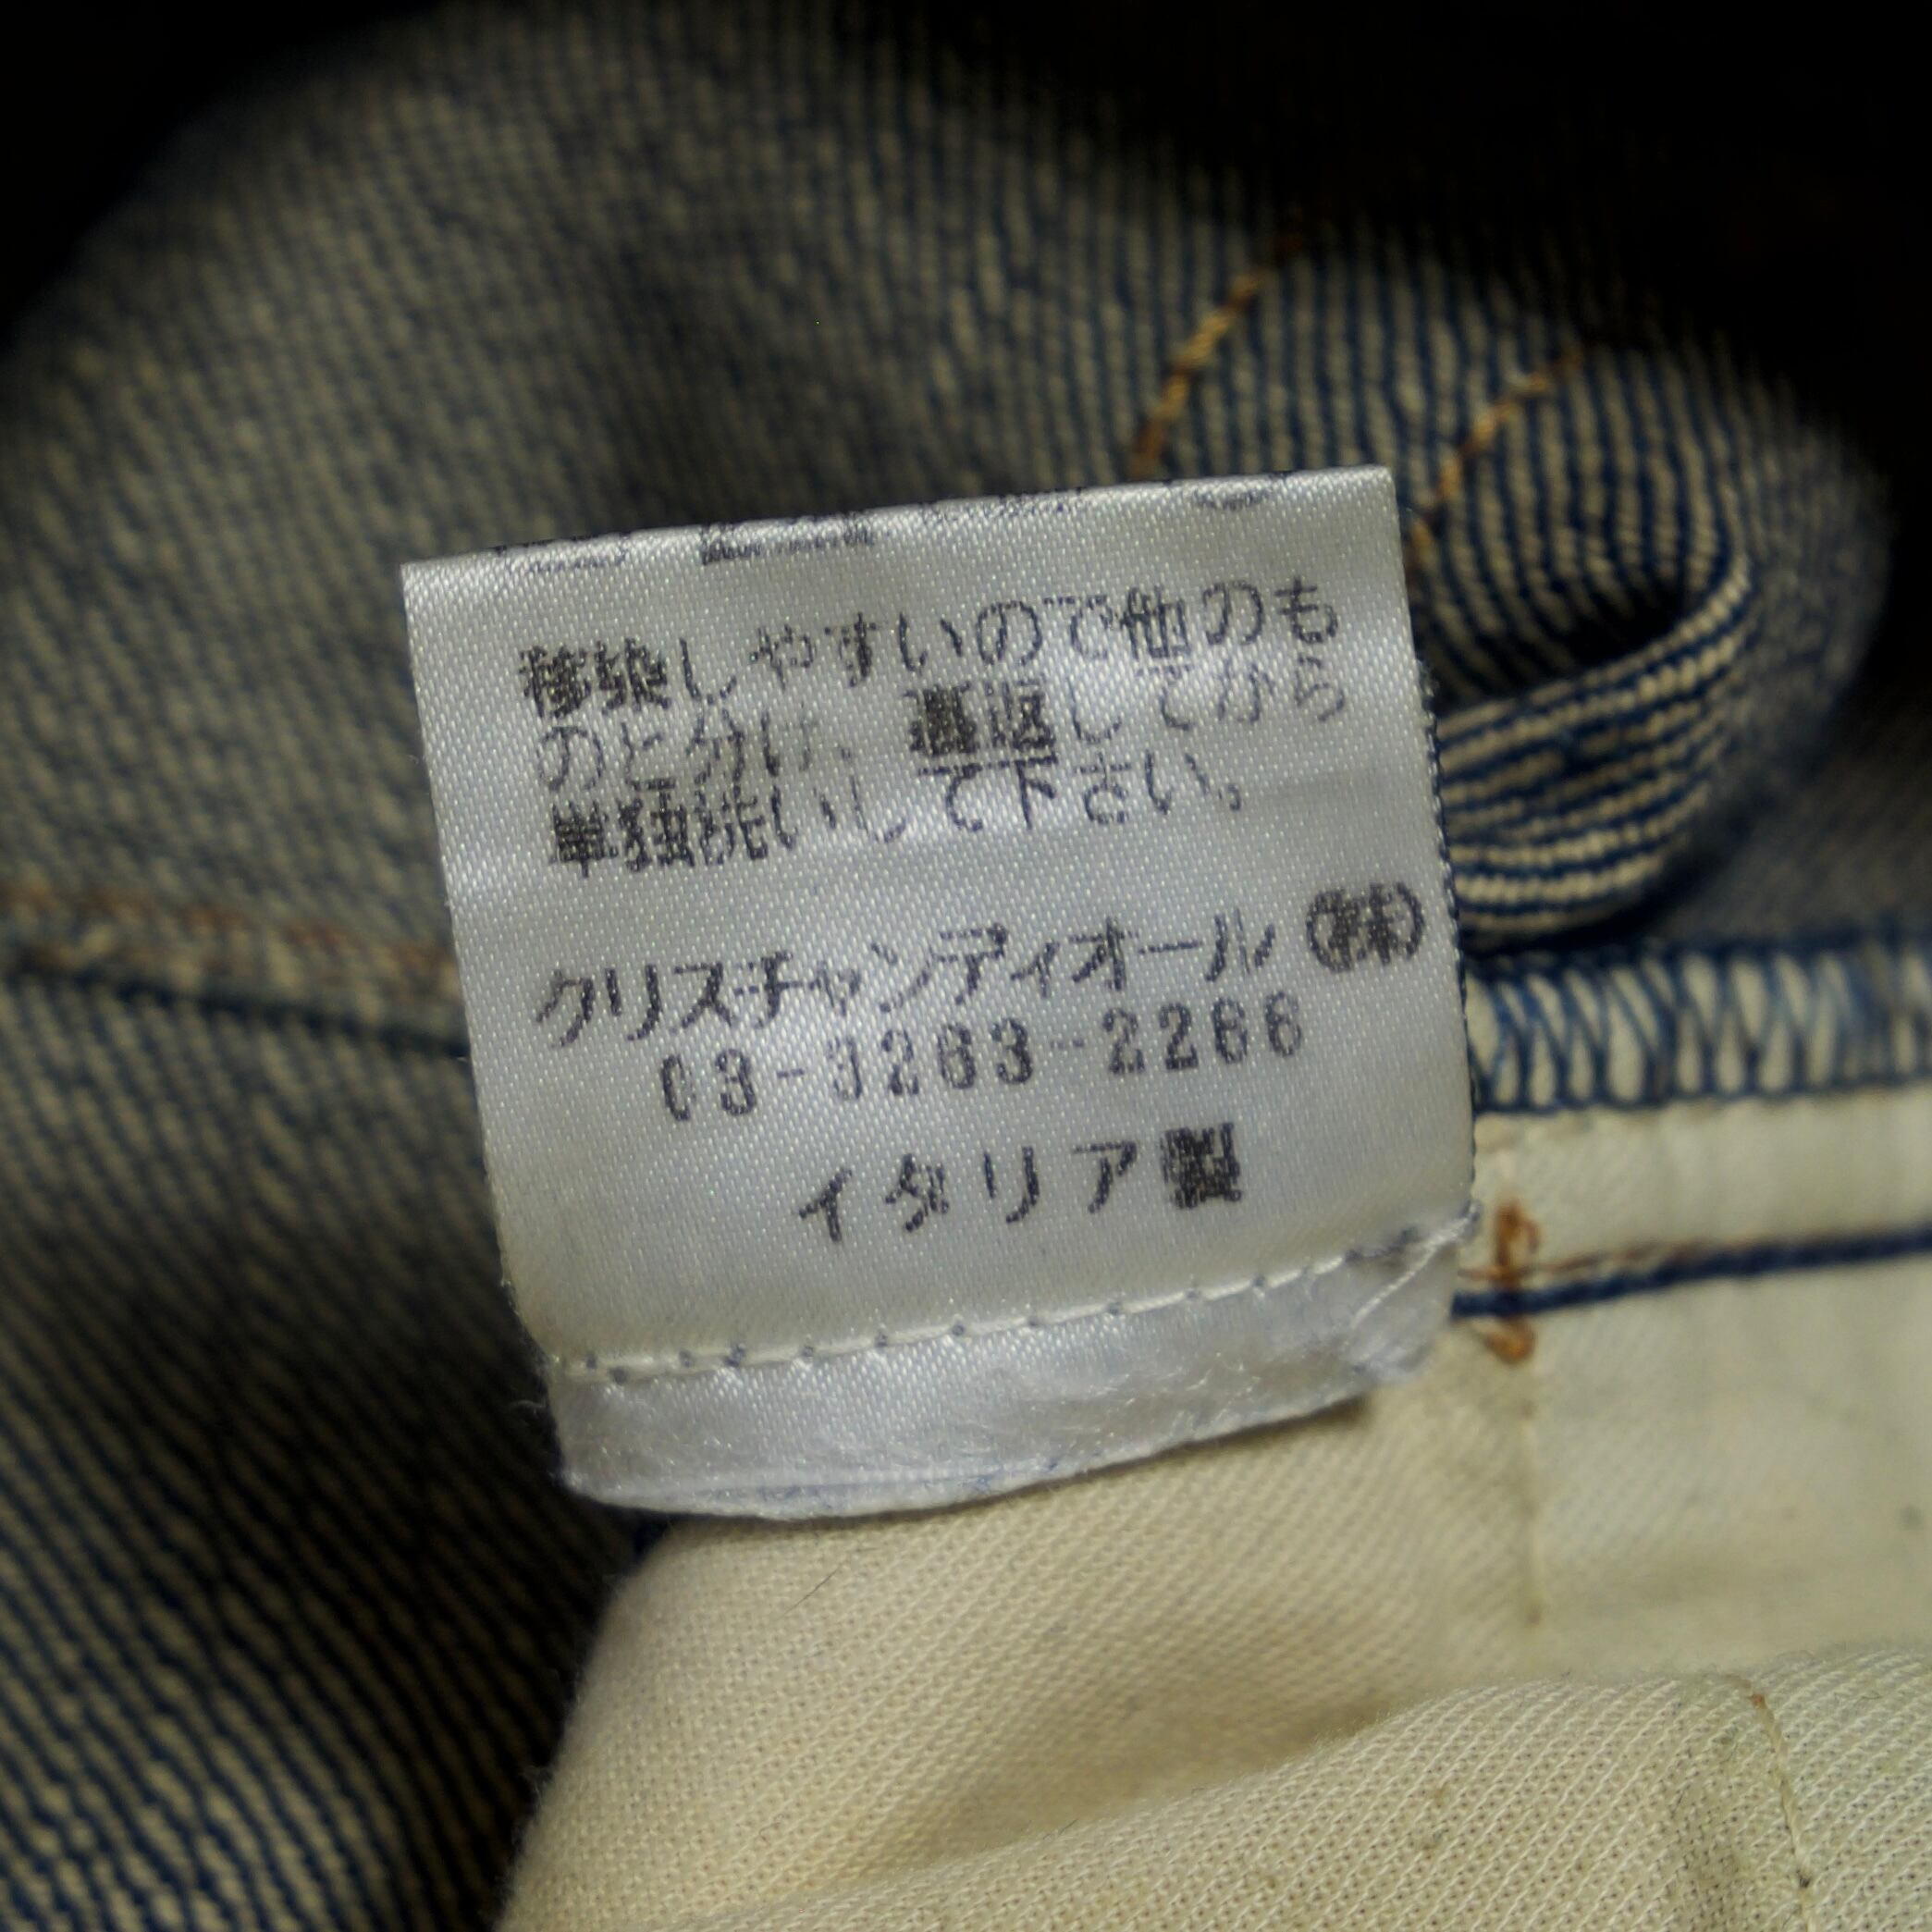 移染しやすいので他のも
のと分け、裏返してから
単独洗いして下さい。
クリスチャンディオール(株)
03-3263-2266
イタリア製